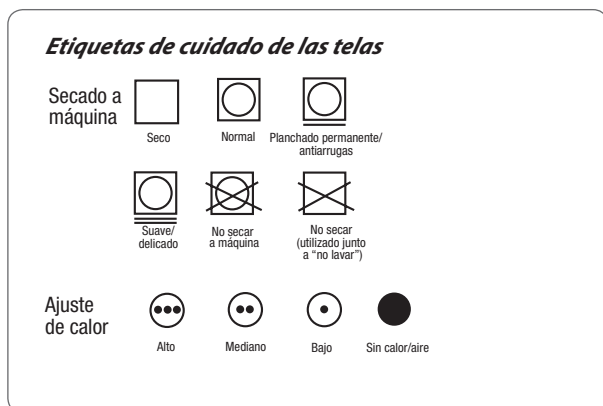 Etiquetas de cuidado de las telas
Secado a
máquina
Seco
Normal
Planchado permanente/
antiarrugas
Suave/
delicado
No secar
a máquina
No secar
(utilizado junto
a “no lavar”)
Ajuste
de calor
Alto
Mediano
Bajo
Sin calor/aire